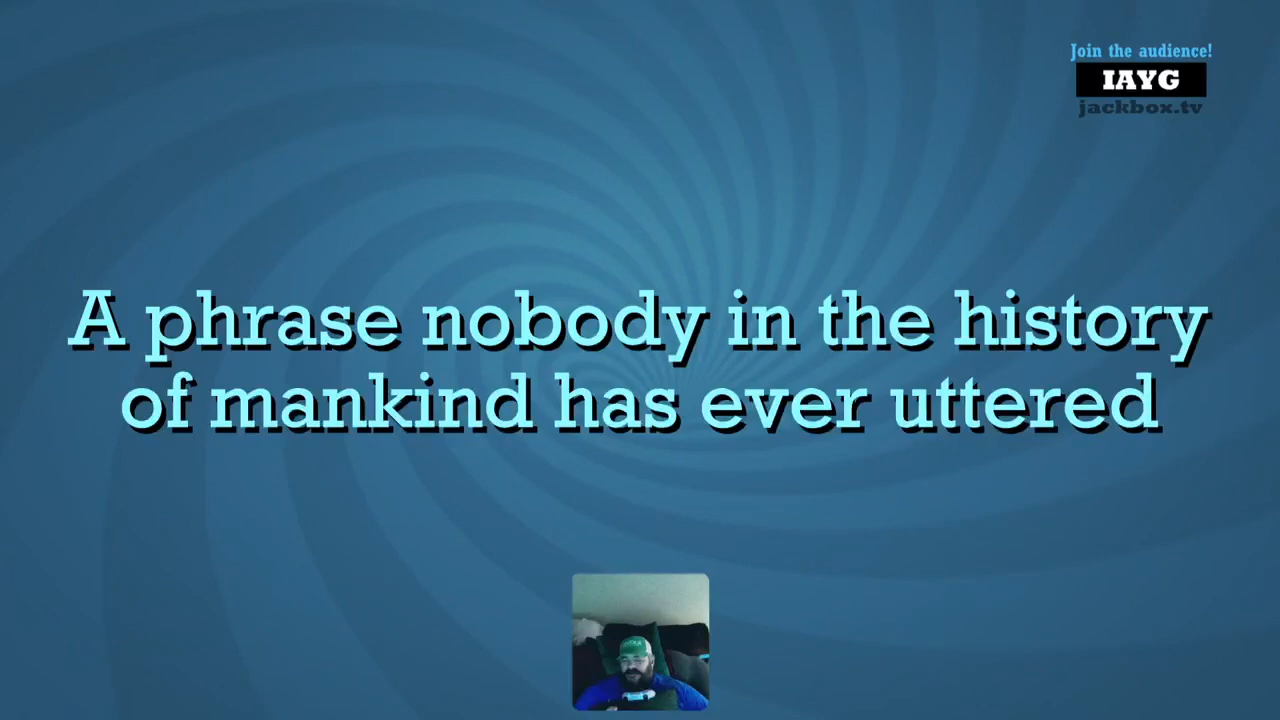 Join the audience!
IAYG
jackbox.tv
A phrase nobody in the history
of mankind has ever uttered